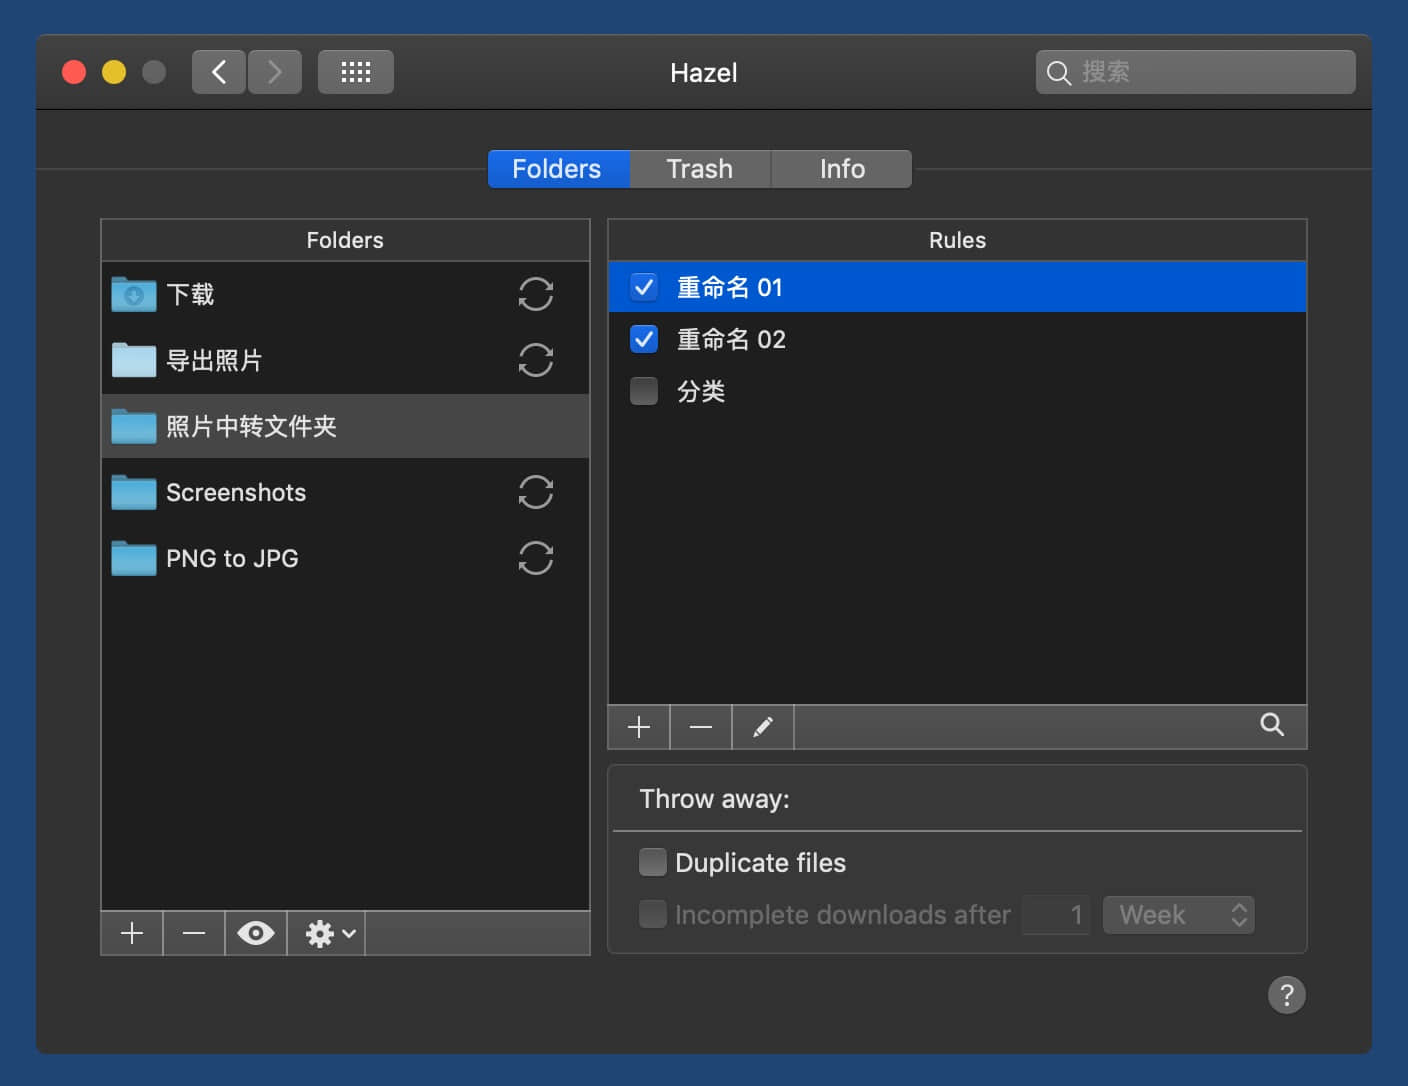 Hazel
搜索
Folders
Trash
Info
Folders
下载
导出照片
照片中转文件夹
Screenshots
PNG to JPG
Rules
重命名 01
重命名 02
分类
Throw away:
Duplicate files
Incomplete downloads after 1 Week
?